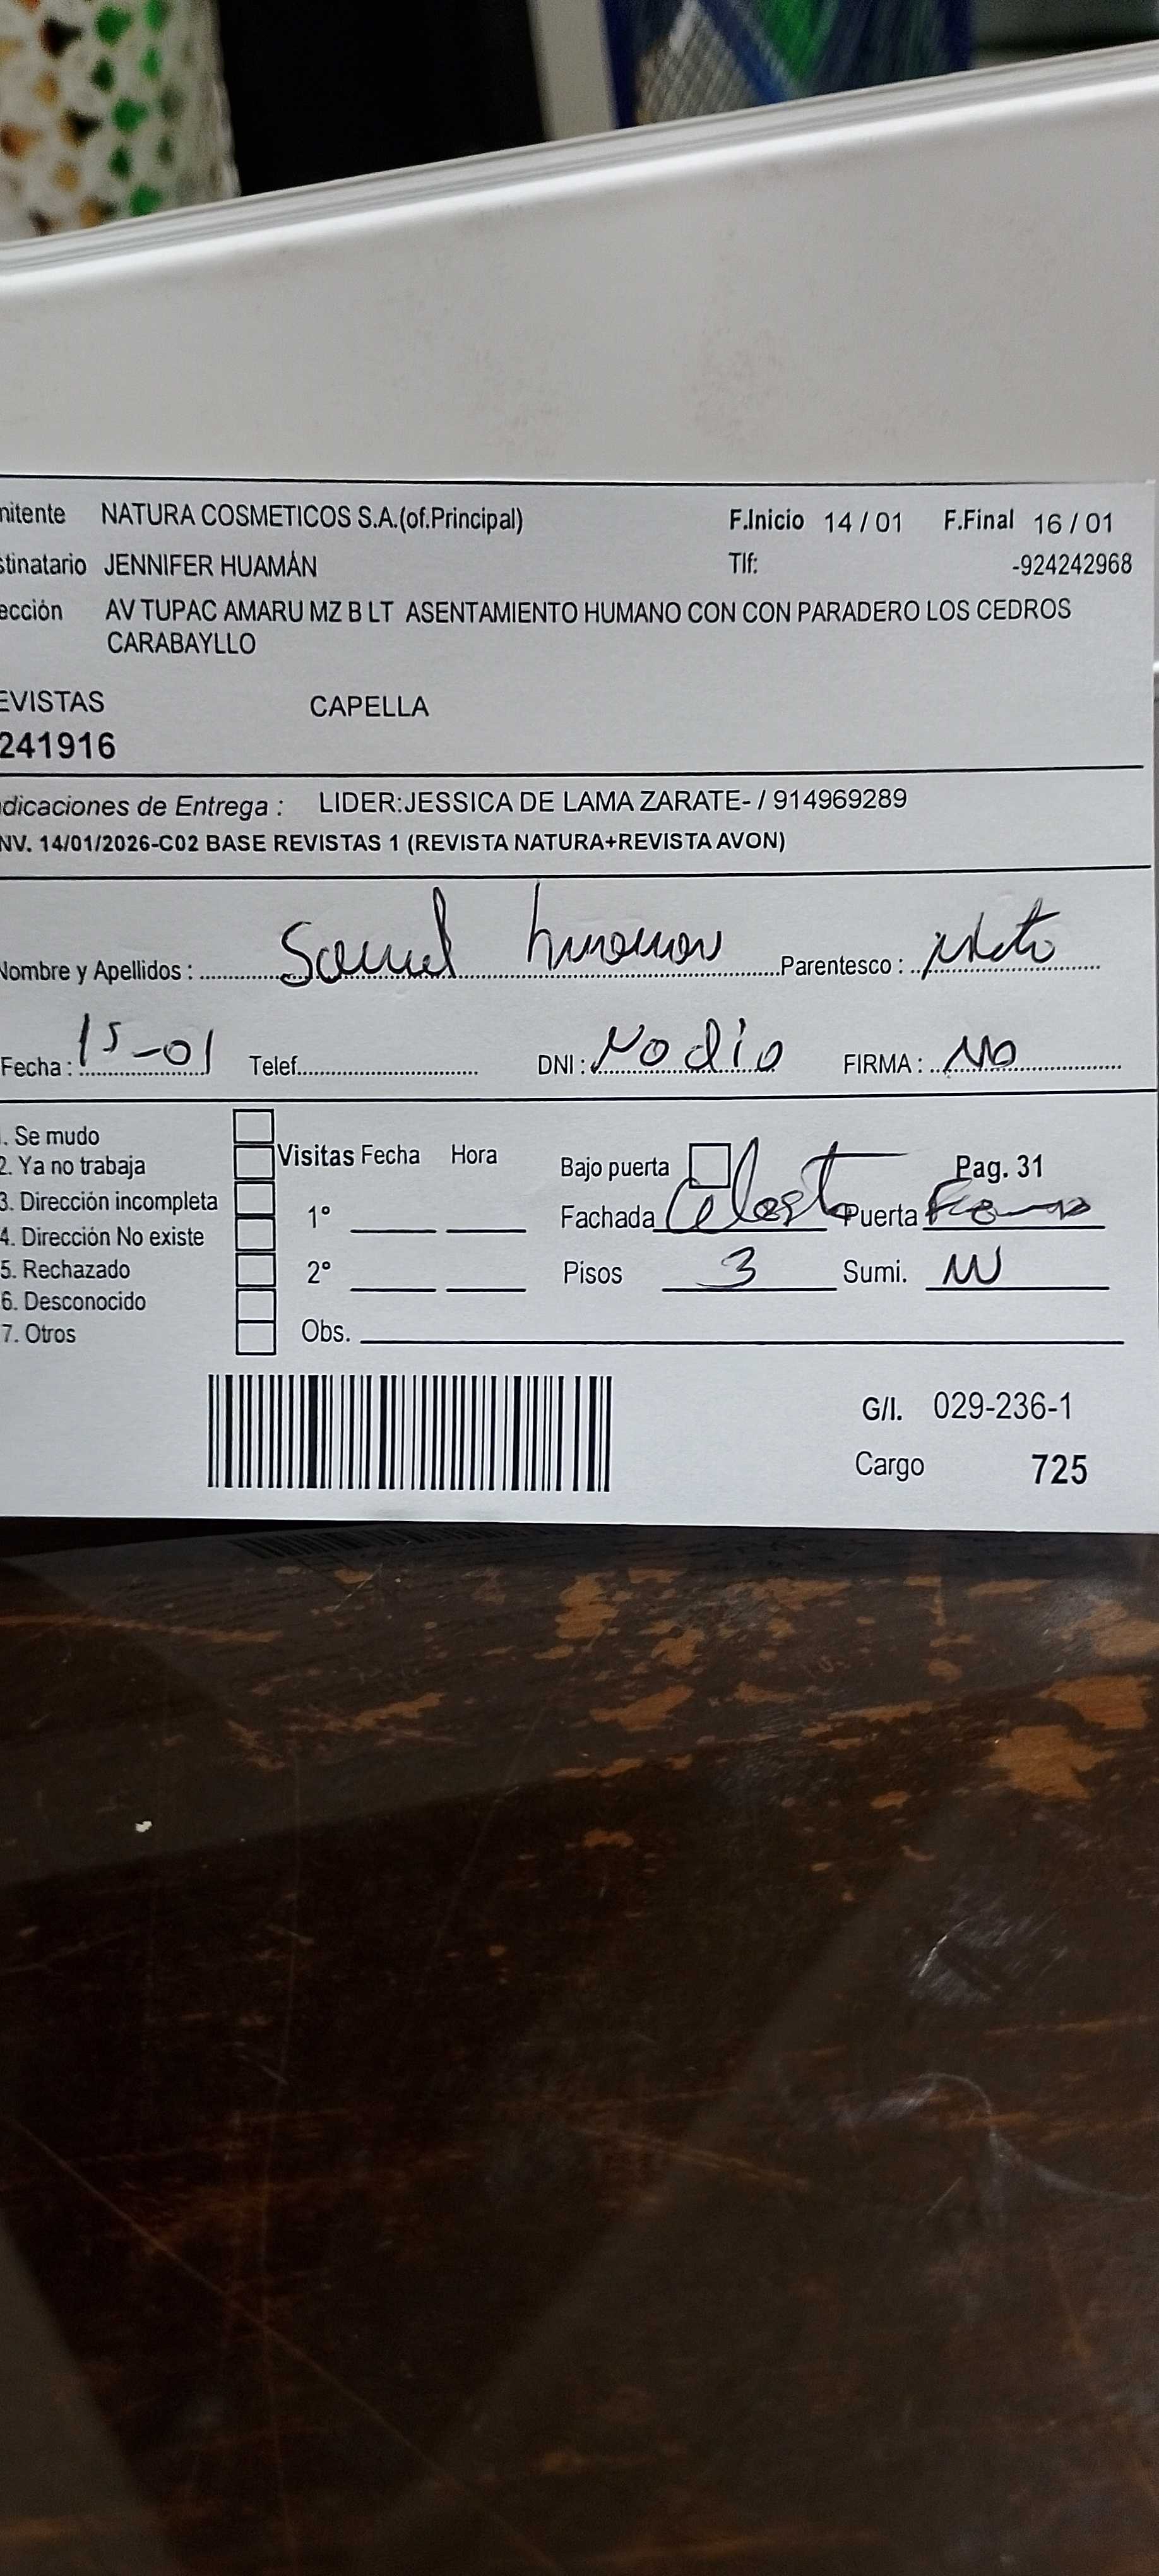 nitente NATURA COSMETICOS S.A.(of.Principal) F.Inicio 14 / 01 F.Final 16 / 01
stinatario JENNIFER HUAMÁN Tlf: -924242968
ección AV TUPAC AMARU MZ B LT ASENTAMIENTO HUMANO CON CON PARADERO LOS CEDROS
CARABAYLLO
EVISTAS CAPELLA
241916
dicaciones de Entrega : LIDER:JESSICA DE LAMA ZARATE- / 914969289
NV. 14/01/2026-C02 BASE REVISTAS 1 (REVISTA NATURA+REVISTA AVON)
Nombre y Apellidos : Samuel huaman Parentesco :
Fecha : 15-01 Telef. DNI : No dio FIRMA : NO
. Se mudo
2. Ya no trabaja Visitas Fecha Hora Bajo puerta Pag. 31
3. Dirección incompleta 1° Fachada Celeste Puerta
4. Dirección No existe
5. Rechazado 2° Pisos 3 Sumi.
6. Desconocido
7. Otros Obs.
G/I. 029-236-1
Cargo 725